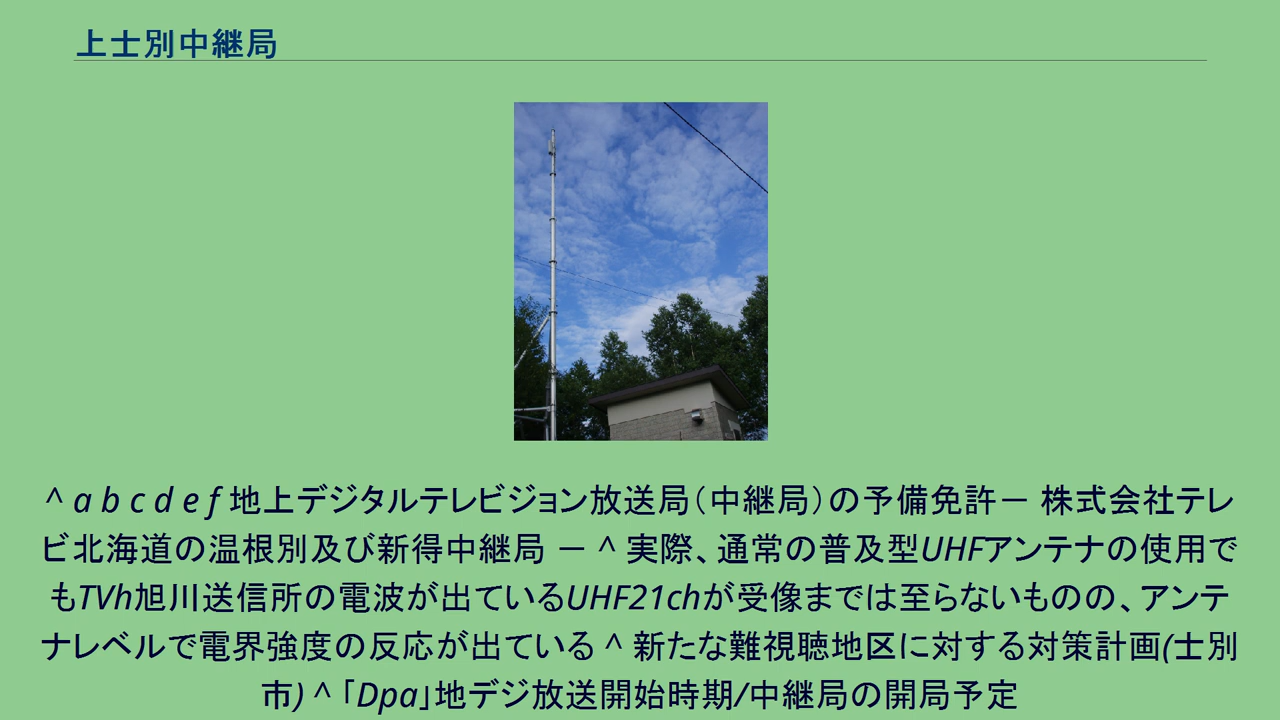 上士別中継局
^ a b c d e f 地上デジタルテレビジョン放送局（中継局）の予備免許－ 株式会社テレ
ビ北海道の温根別及び新得中継局 － ^ 実際、通常の普及型UHFアンテナの使用で
もTVh旭川送信所の電波が出ているUHF21chが受像までは至らないものの、アンテ
ナレベルで電界強度の反応が出ている ^ 新たな難視聴地区に対する対策計画(士別
市) ^ 「Dpa」地デジ放送開始時期/中継局の開局予定